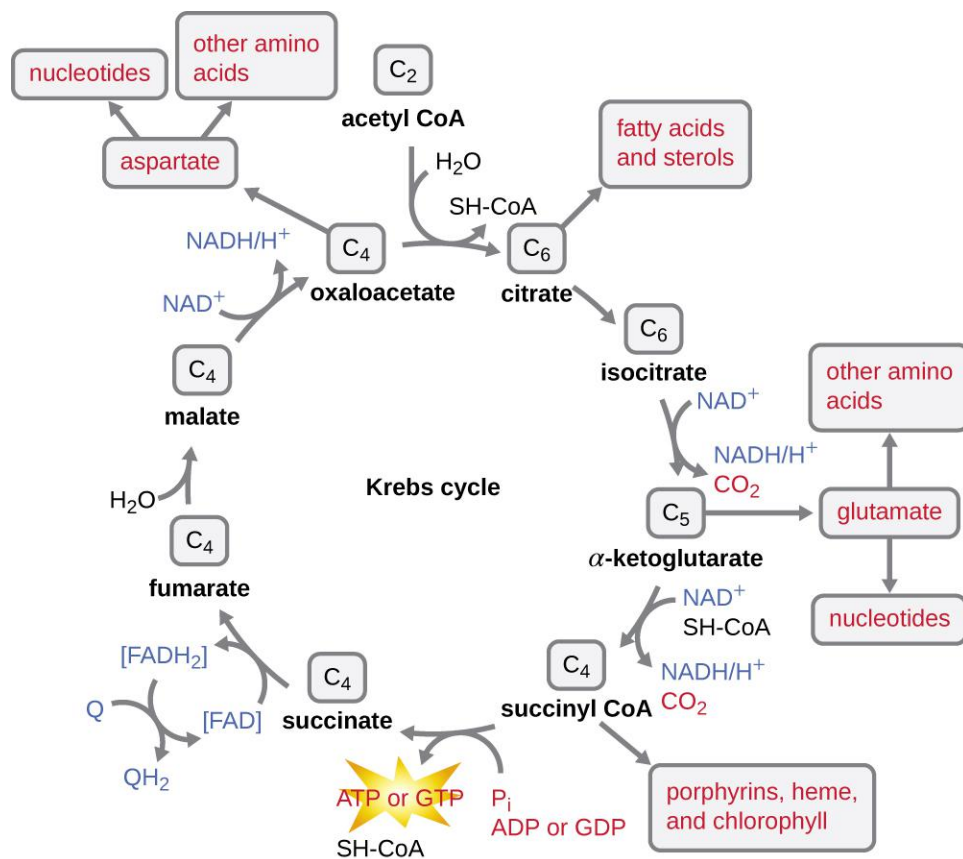 nucleotides
other amino
acids
aspartate
C₂
acetyl CoA
H₂O
SH-CoA
fatty acids
and sterols
NADH/H⁺
NAD⁺
C₄
oxaloacetate
C₆
citrate
C₆
isocitrate
NAD⁺
NADH/H⁺
CO₂
other amino
acids
C₅
α-ketoglutarate
glutamate
nucleotides
NAD⁺
SH-CoA
NADH/H⁺
CO₂
C₄
succinyl CoA
porphyrins, heme,
and chlorophyll
Pᵢ
ADP or GDP
ATP or GTP
SH-CoA
C₄
succinate
[FADH₂]
[FAD]
Q
QH₂
C₄
fumarate
H₂O
C₄
malate
Krebs cycle